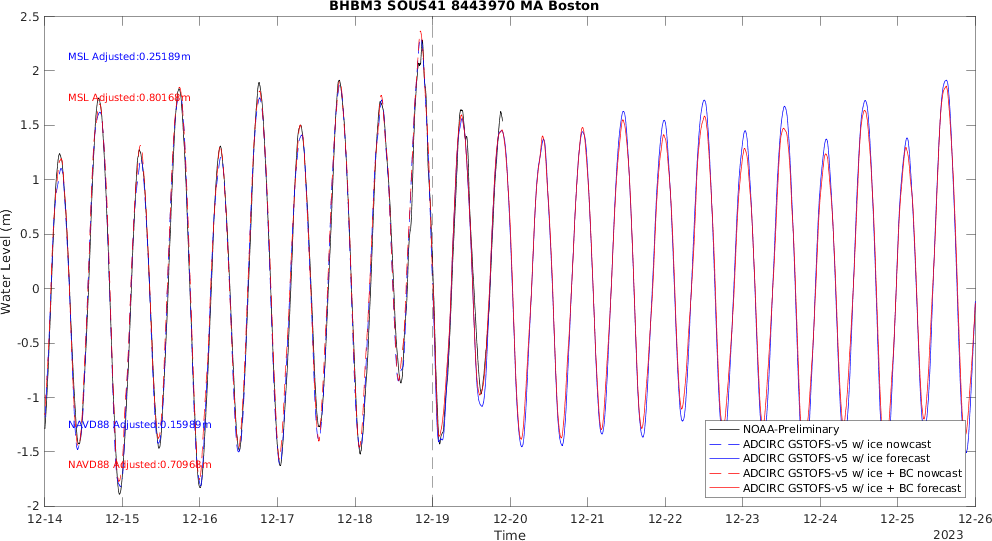 BHBM3 SOUS41 8443970 MA Boston
2.5
2
1.5
1
0.5
0
-0.5
-1
-1.5
-2
Water Level (m)
MSL Adjusted:0.25189m
MSL Adjusted:0.80168m
NAVD88 Adjusted:0.15989m
NAVD88 Adjusted:0.70968m
NOAA-Preliminary
ADCIRC GSTOFS-v5 w/ ice nowcast
ADCIRC GSTOFS-v5 w/ ice forecast
ADCIRC GSTOFS-v5 w/ ice + BC nowcast
ADCIRC GSTOFS-v5 w/ ice + BC forecast
12-14 12-15 12-16 12-17 12-18 12-19 12-20 12-21 12-22 12-23 12-24 12-25 12-26
Time
2023